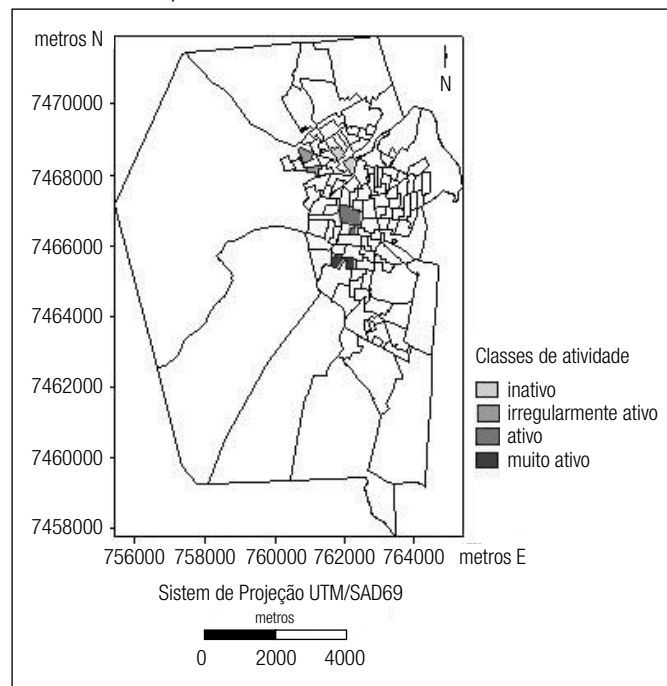 metros N
N
7470000
7468000
7466000
7464000
7462000
7460000
7458000
756000 758000 760000 762000 764000 metros E
Classes de atividade
inativo
irregularmente ativo
ativo
muito ativo
Sistem de Projeção UTM/SAD69
metros
0 2000 4000